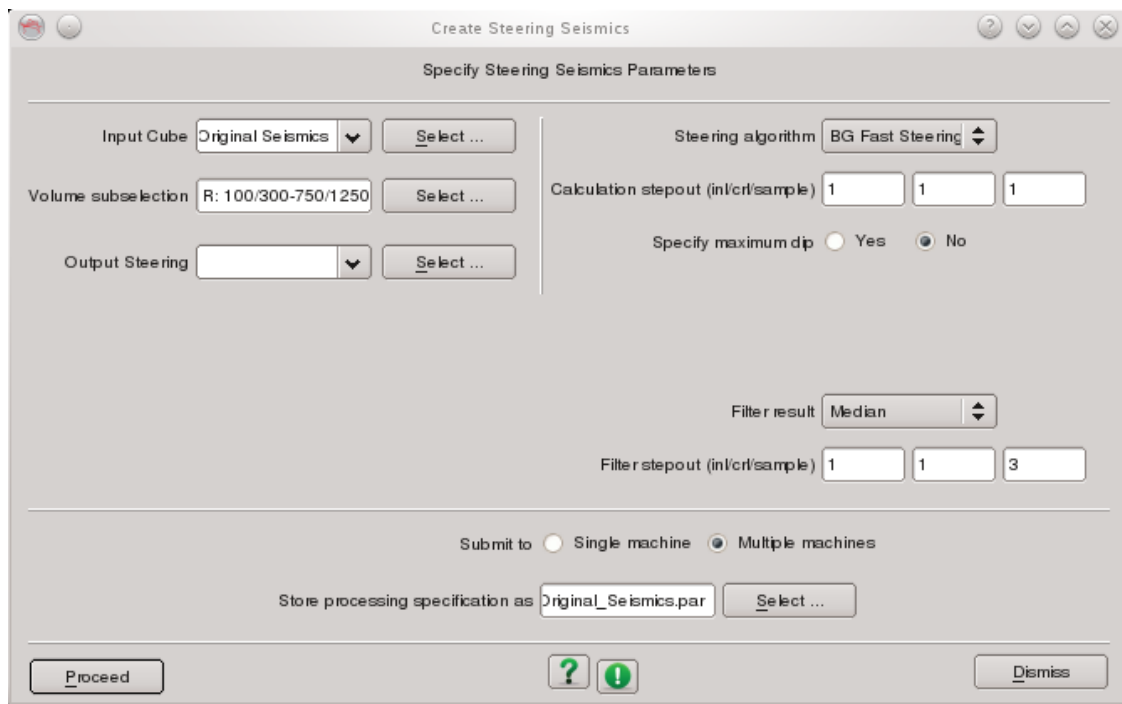 Create Steering Seismics
Specify Steering Seismics Parameters
Input Cube Original Seismics Select ...
Volume subselection R: 100/300-750/1250 Select ...
Output Steering Select ...
Steering algorithm BG Fast Steering
Calculation stepout (inl/crl/sample) 1 1 1
Specify maximum dip Yes No
Filter result Median
Filter stepout (inl/crl/sample) 1 1 3
Submit to Single machine Multiple machines
Store processing specification as Original_Seismics.par Select ...
Proceed ? ! Dismiss